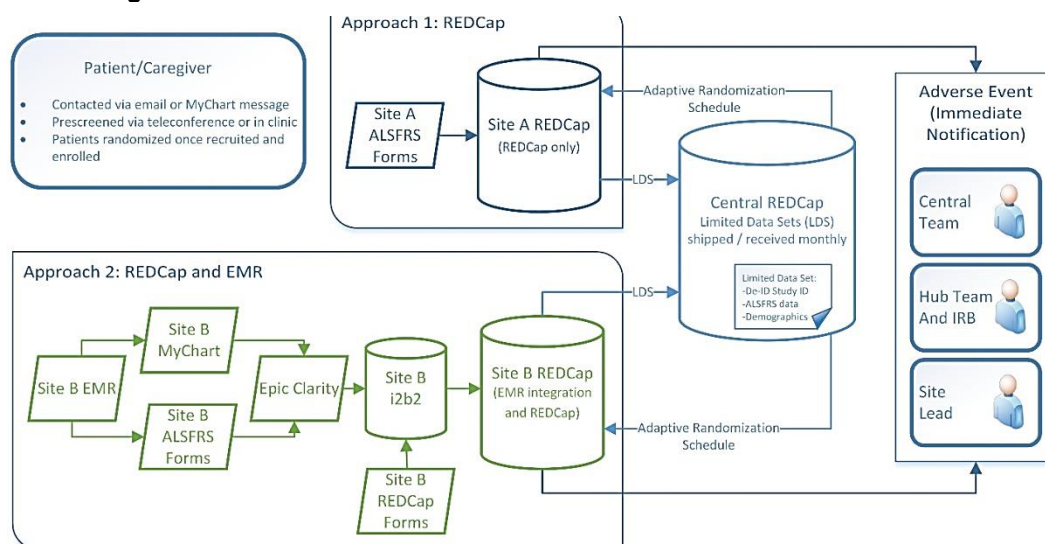 Approach 1: REDCap
Patient/Caregiver
Contacted via email or MyChart message
Prescreened via teleconference or in clinic
Patients randomized once recruited and
enrolled
Site A
ALSFRS
Forms
Site A REDCap
(REDCap only)
Adaptive Randomization
Schedule
LDS
Central REDCap
Limited Data Sets (LDS)
shipped / received monthly
Limited Data Set:
-De-ID Study ID
-ALSFRS data
-Demographics
LDS
Adaptive Randomization
Schedule
Adverse Event
(Immediate
Notification)
Central
Team
Hub Team
And IRB
Site
Lead
Approach 2: REDCap and EMR
Site B EMR
Site B
MyChart
Site B
ALSFRS
Forms
Epic Clarity
Site B
i2b2
Site B
REDCap
Forms
Site B REDCap
(EMR integration
and REDCap)